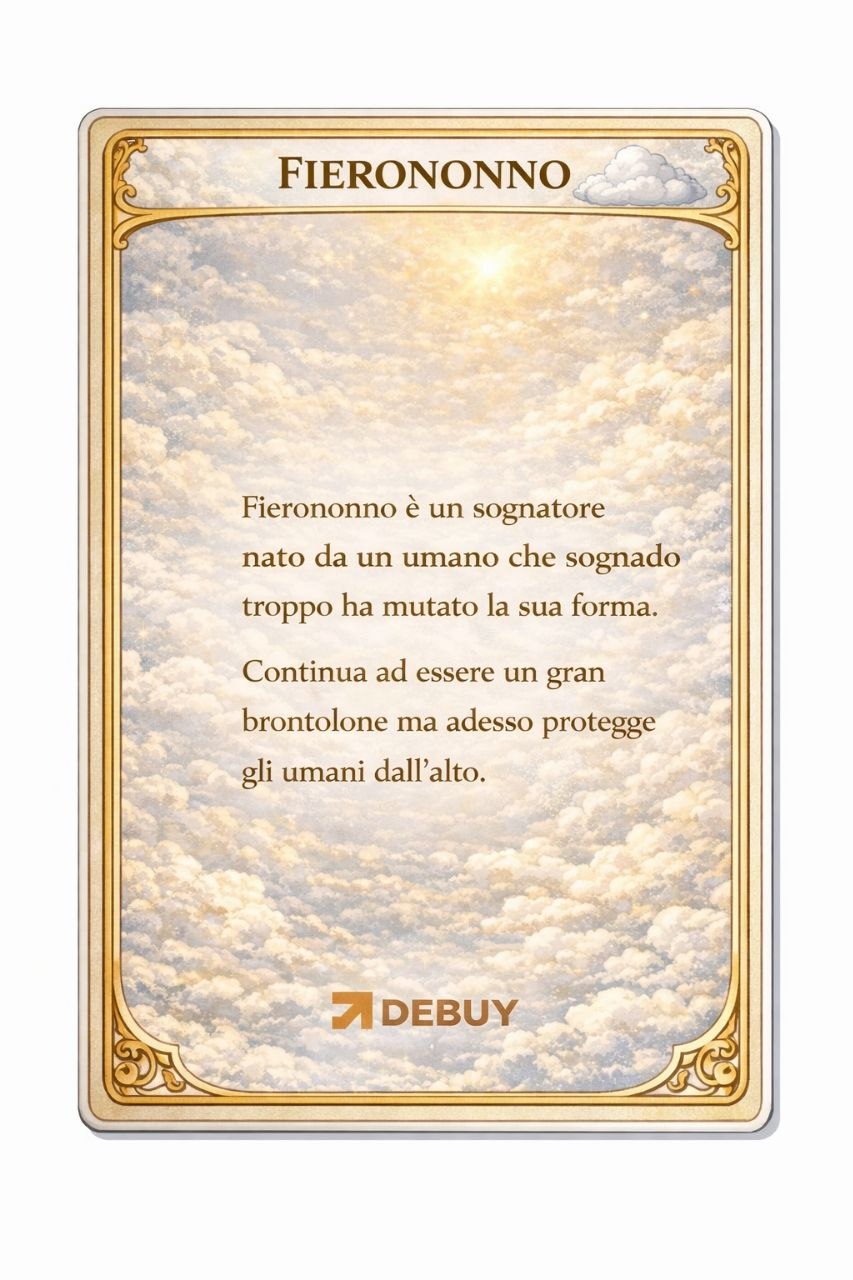 FIERONONNO
Fierononno è un sognatore
nato da un umano che sognado
troppo ha mutato la sua forma.
Continua ad essere un gran
brontolone ma adesso protegge
gli umani dall’alto.
DEBUY